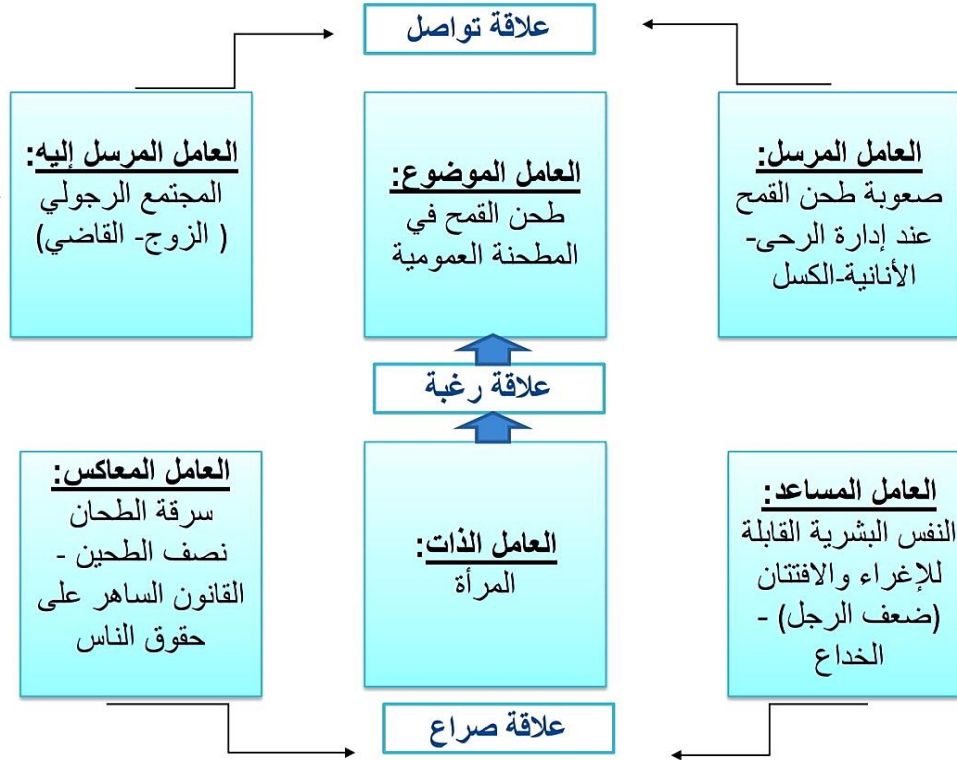 علاقة تواصل
العامل المرسل:
صعوبة طحن القمح
عند إدارة الرحى-
الأنانية-الكسل
العامل الموضوع:
طحن القمح في
المطحنة العمومية
العامل المرسل إليه:
المجتمع الرجولي
( الزوج- القاضي)
علاقة رغبة
العامل المساعد:
النفس البشرية القابلة
للإغراء والافتتان
(ضعف الرجل) -
الخداع
العامل الذات:
المرأة
العامل المعاكس:
سرقة الطحان
نصف الطحين -
القانون الساهر على
حقوق الناس
علاقة صراع